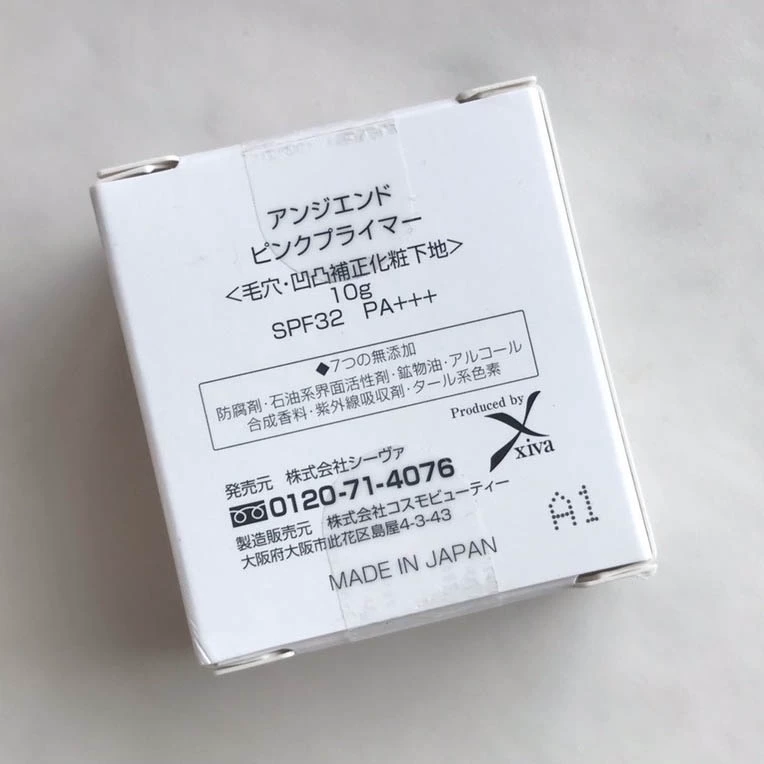 アンジエンド
ピンクプライマー
＜毛穴・凹凸補正化粧下地＞
10g
SPF32 PA+++
◆7つの無添加
防腐剤・石油系界面活性剤・鉱物油・アルコール
合成香料・紫外線吸収剤・タール系色素
Produced by
xiva
発売元 株式会社シーヴァ
0120-71-4076
製造販売元 株式会社コスモビューティー
大阪府大阪市此花区島屋4-3-43
MADE IN JAPAN
A1